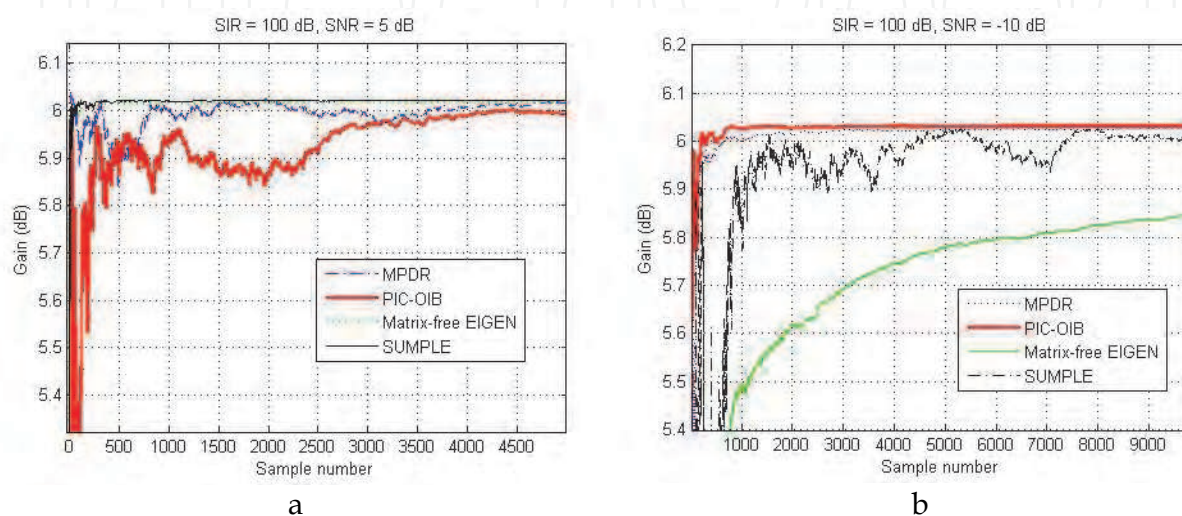 SIR = 100 dB, SNR = 5 dB
6.1
6
5.9
5.8
5.7
5.6
5.5
5.4
Gain (dB)
MPDR
PIC-OIB
Matrix-free EIGEN
SUMPLE
0 500 1000 1500 2000 2500 3000 3500 4000 4500
Sample number
a
SIR = 100 dB, SNR = -10 dB
6.2
6.1
6
5.9
5.8
5.7
5.6
5.5
5.4
Gain (dB)
MPDR
PIC-OIB
Matrix-free EIGEN
SUMPLE
1000 2000 3000 4000 5000 6000 7000 8000 9000
Sample number
b